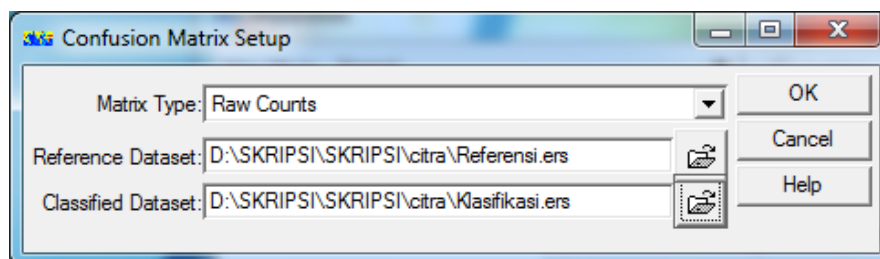 Confusion Matrix Setup
Matrix Type: Raw Counts
OK
Reference Dataset: D:\SKRIPSI\SKRIPSI\citra\Referensi.ers
Cancel
Classified Dataset: D:\SKRIPSI\SKRIPSI\citra\Klasifikasi.ers
Help